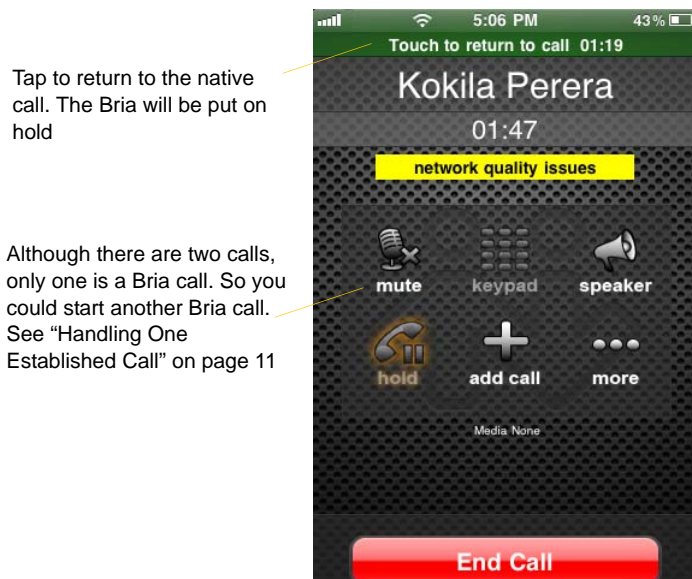 5:06 PM 43%
Touch to return to call 01:19
Tap to return to the native
call. The Bria will be put on
hold
Kokila Perera
01:47
network quality issues
Although there are two calls,
only one is a Bria call. So you
could start another Bria call.
See “Handling One
Established Call” on page 11
mute keypad speaker
hold add call more
Media None
End Call